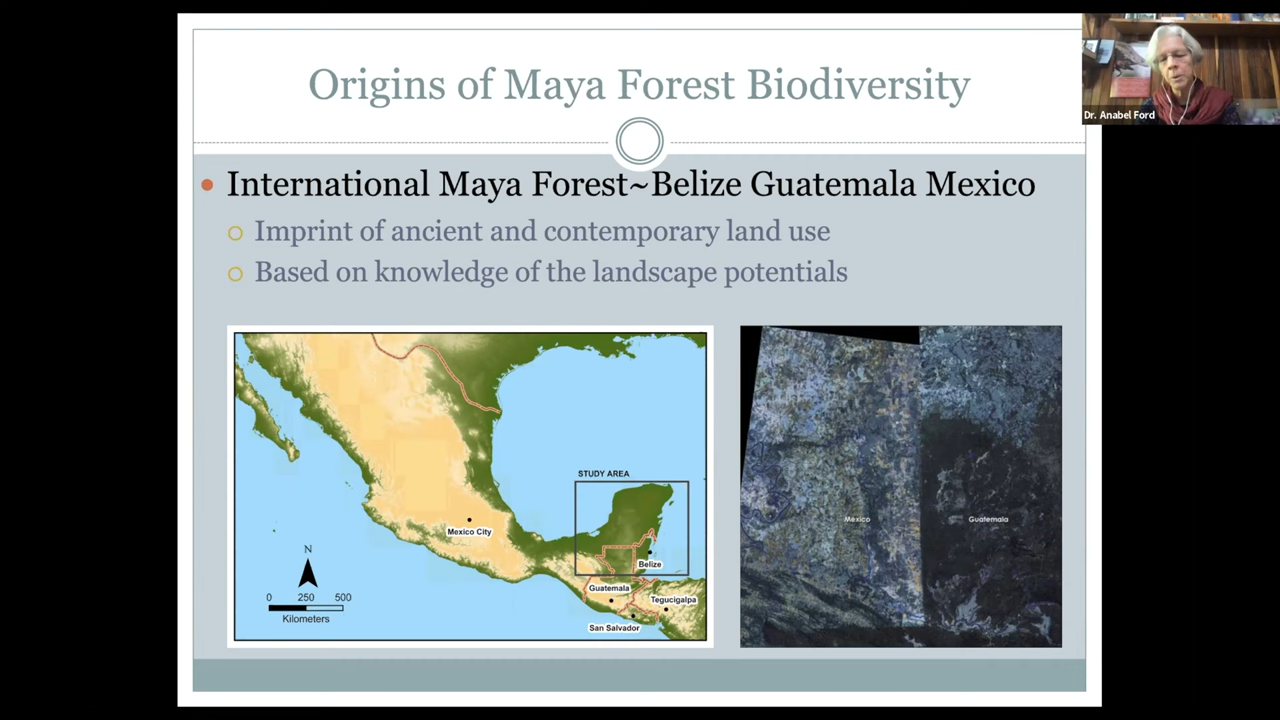 Origins of Maya Forest Biodiversity
Dr. Anabel Ford
International Maya Forest~Belize Guatemala Mexico
Imprint of ancient and contemporary land use
Based on knowledge of the landscape potentials
STUDY AREA
Mexico City
Belize
N
Guatemala
0 250 500
Kilometers
Tegucigalpa
San Salvador
Mexico
Guatemala